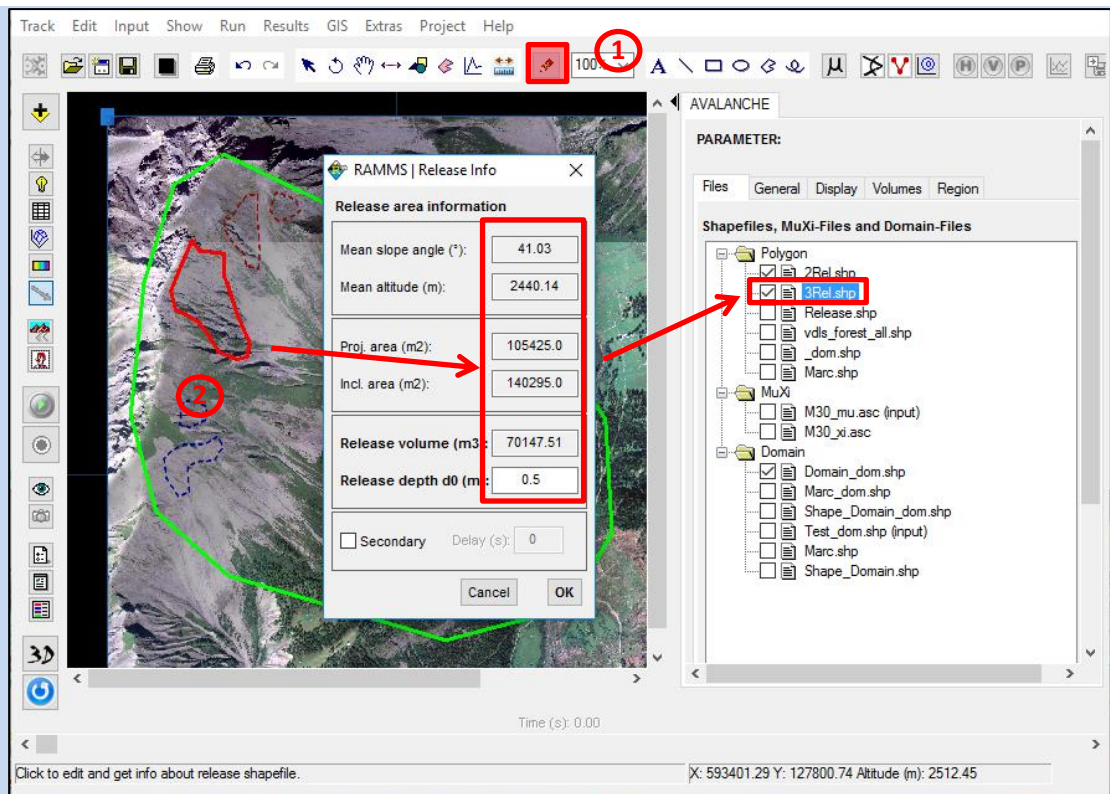 Track Edit Input Show Run Results GIS Extras Project Help
1
100%
A
μ
H V P
AVALANCHE
PARAMETER:
Files General Display Volumes Region
Shapefiles, MuXi-Files and Domain-Files
Polygon
2Rel.shp
3Rel.shp
Release.shp
vdls_forest_all.shp
_dom.shp
Marc.shp
MuXi
M30_mu.asc (input)
M30_xi.asc
Domain
Domain_dom.shp
Marc_dom.shp
Shape_Domain_dom.shp
Test_dom.shp (input)
Marc.shp
Shape_Domain.shp
RAMMS | Release Info
Release area information
Mean slope angle (°): 41.03
Mean altitude (m): 2440.14
Proj. area (m2): 105425.0
Incl. area (m2): 140295.0
Release volume (m3): 70147.51
Release depth d0 (m): 0.5
Secondary Delay (s): 0
Cancel OK
2
3D
Time (s): 0.00
Click to edit and get info about release shapefile.
X: 593401.29 Y: 127800.74 Altitude (m): 2512.45